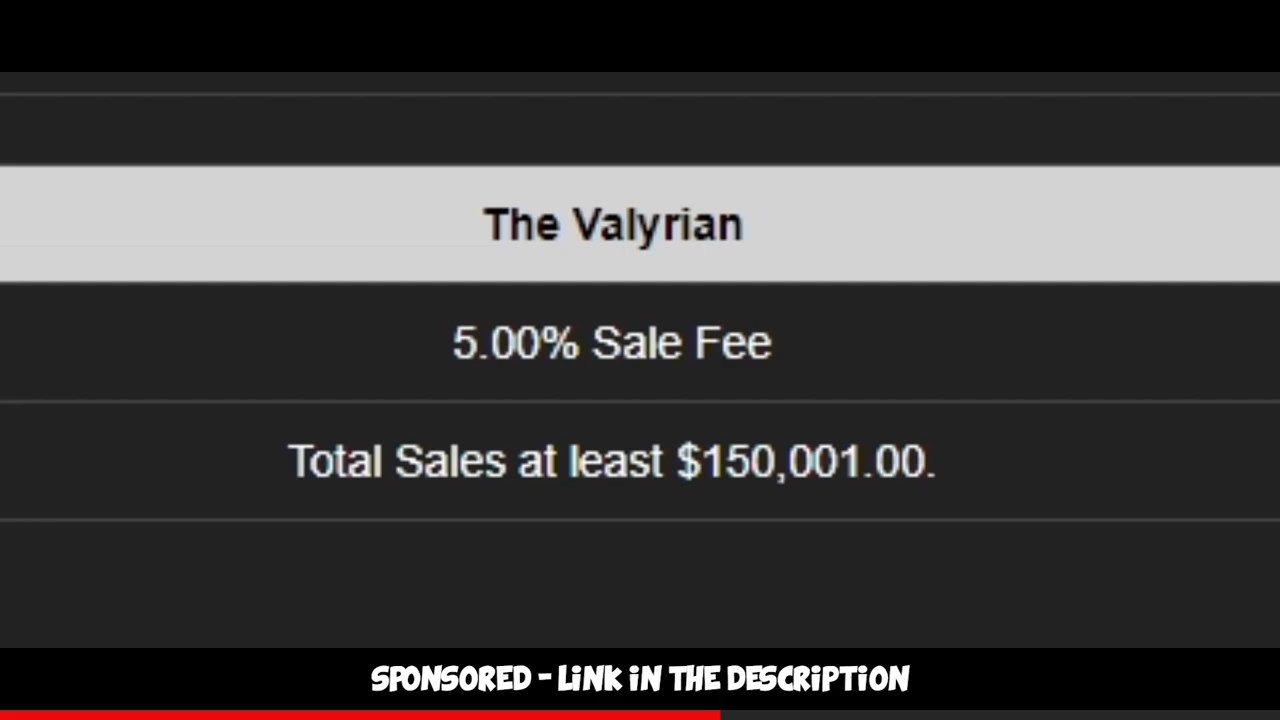 The Valyrian
5.00% Sale Fee
Total Sales at least $150,001.00.
SPONSORED - LINK IN THE DESCRIPTION